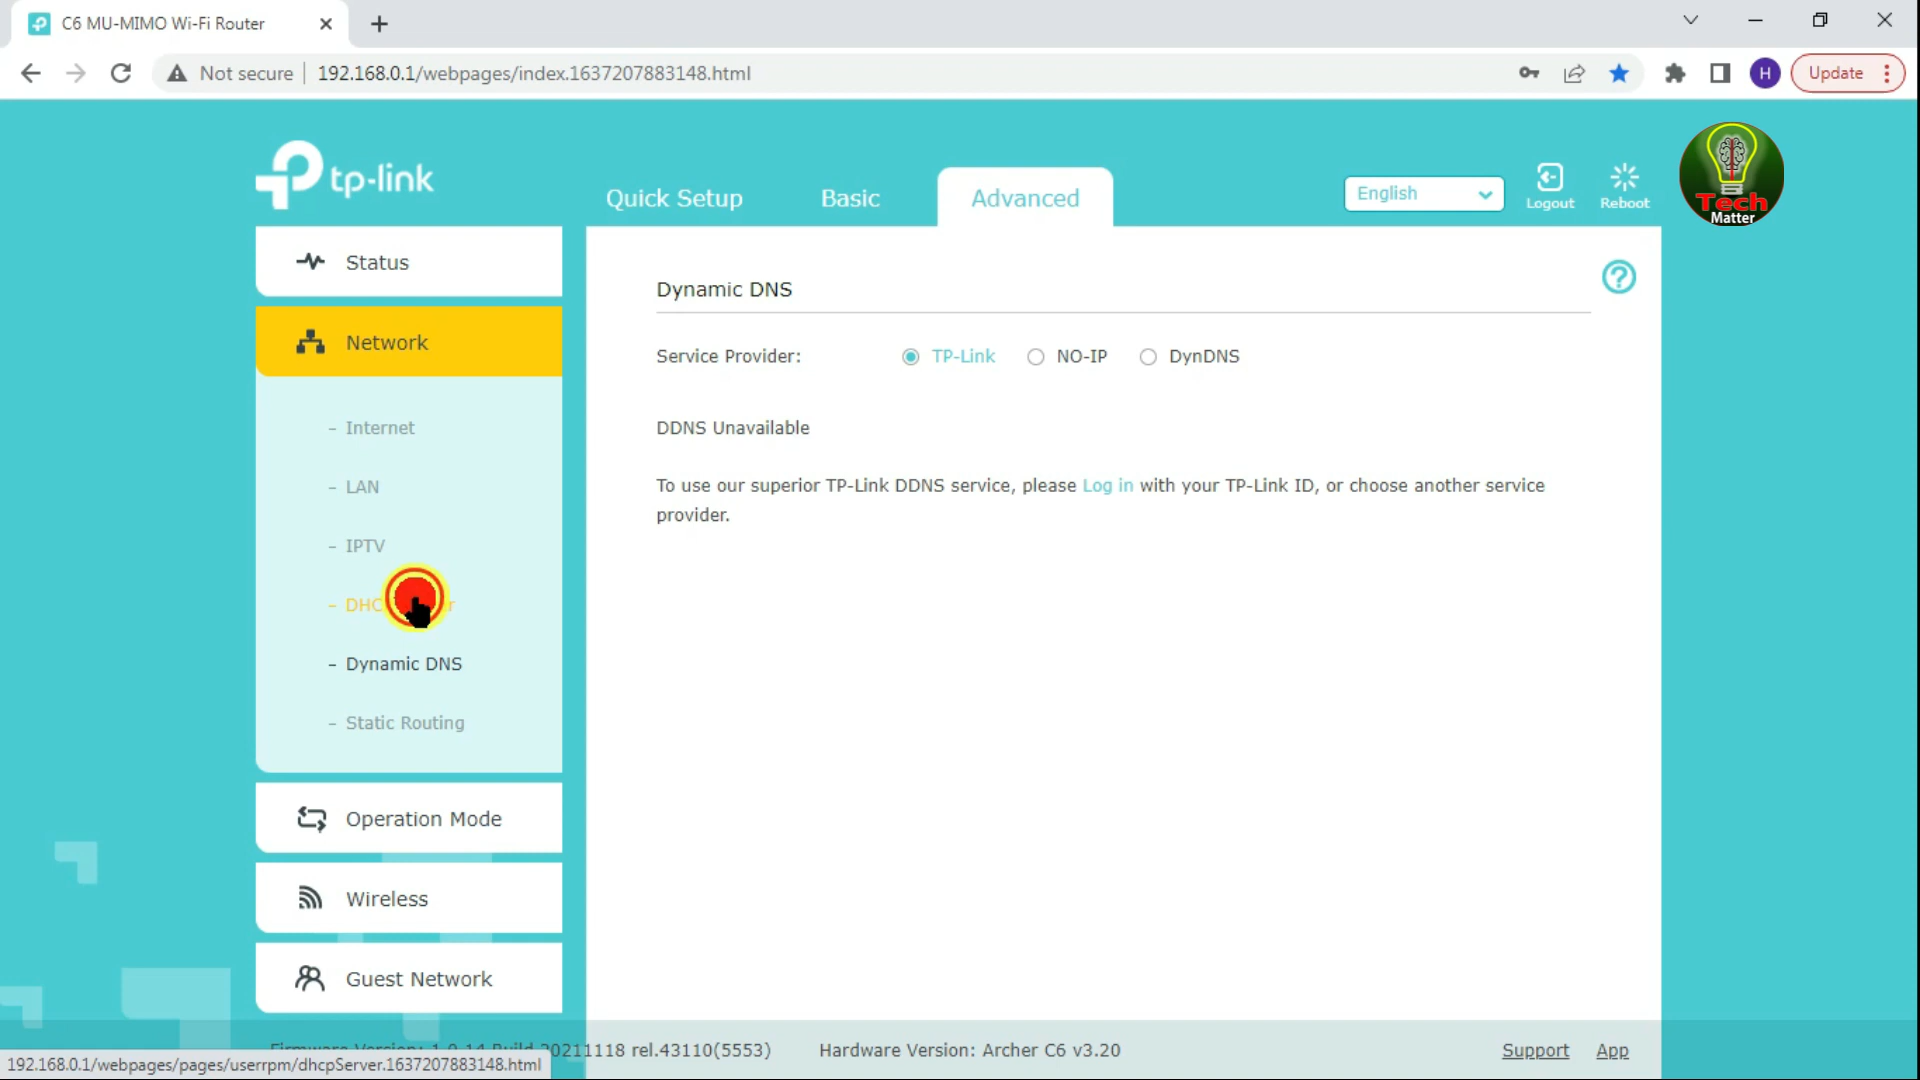 C6 MU-MIMO Wi-Fi Router
Not secure
192.168.0.1/webpages/index.1637207883148.html
H
Update
tp-link
Quick Setup
Basic
Advanced
English
Logout
Reboot
Tech
Matter
Status
Network
- Internet
- LAN
- IPTV
- Dynamic DNS
- Static Routing
Operation Mode
Wireless
Guest Network
Dynamic DNS
Service Provider:
TP-Link
NO-IP
DynDNS
DDNS Unavailable
To use our superior TP-Link DDNS service, please Log in with your TP-Link ID, or choose another service
provider.
20211118 rel.43110(5553)
Hardware Version: Archer C6 v3.20
Support
App
192.168.0.1/webpages/pages/userrpm/dhcpServer.1637207883148.html